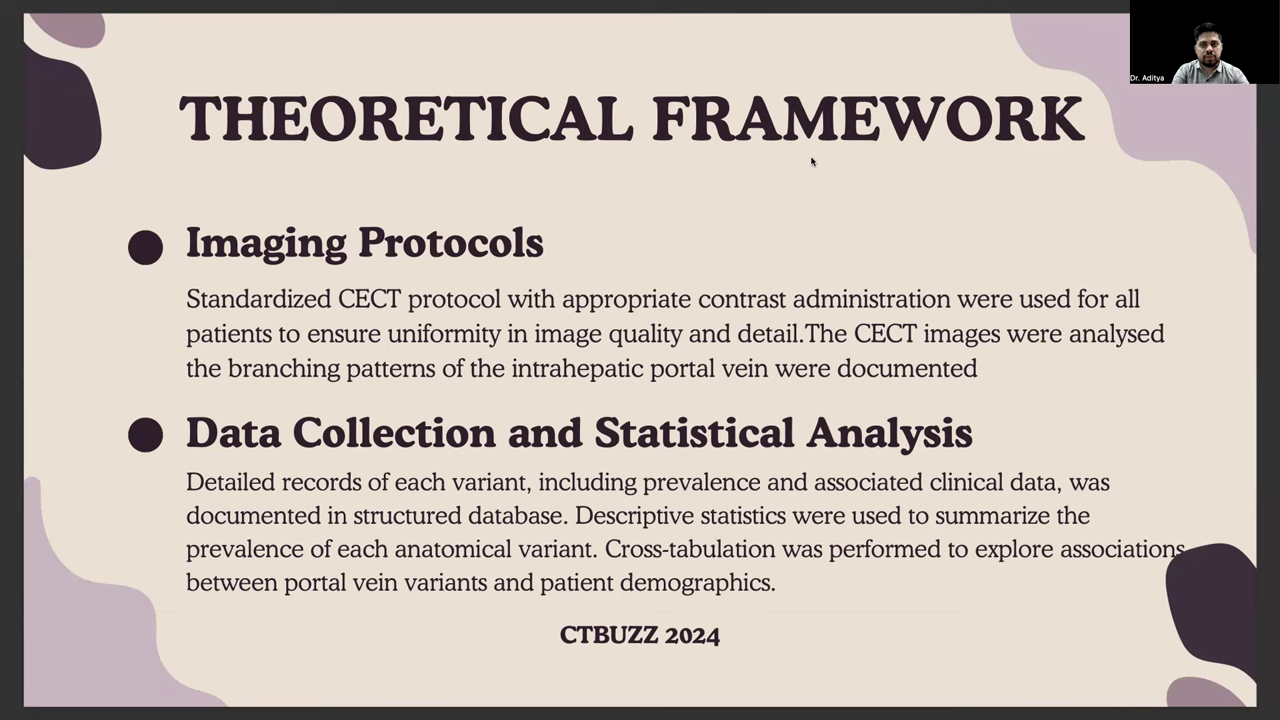 Dr. Aditya
THEORETICAL FRAMEWORK
Imaging Protocols
Standardized CECT protocol with appropriate contrast administration were used for all
patients to ensure uniformity in image quality and detail.The CECT images were analysed
the branching patterns of the intrahepatic portal vein were documented
Data Collection and Statistical Analysis
Detailed records of each variant, including prevalence and associated clinical data, was
documented in structured database. Descriptive statistics were used to summarize the
prevalence of each anatomical variant. Cross-tabulation was performed to explore associations
between portal vein variants and patient demographics.
CTBUZZ 2024